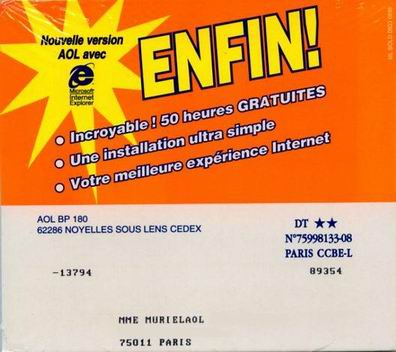 Nouvelle version
AOL avec
Microsoft
Internet
Explorer
ENFIN!
• Incroyable ! 50 heures GRATUITES
• Une installation ultra simple
• Votre meilleure expérience Internet
AOL BP 180
62286 NOYELLES SOUS LENS CEDEX
DT ★★
N°75998133-08
PARIS CCBE-L
-13794
89354
MME MURIELAOL
75011 PARIS